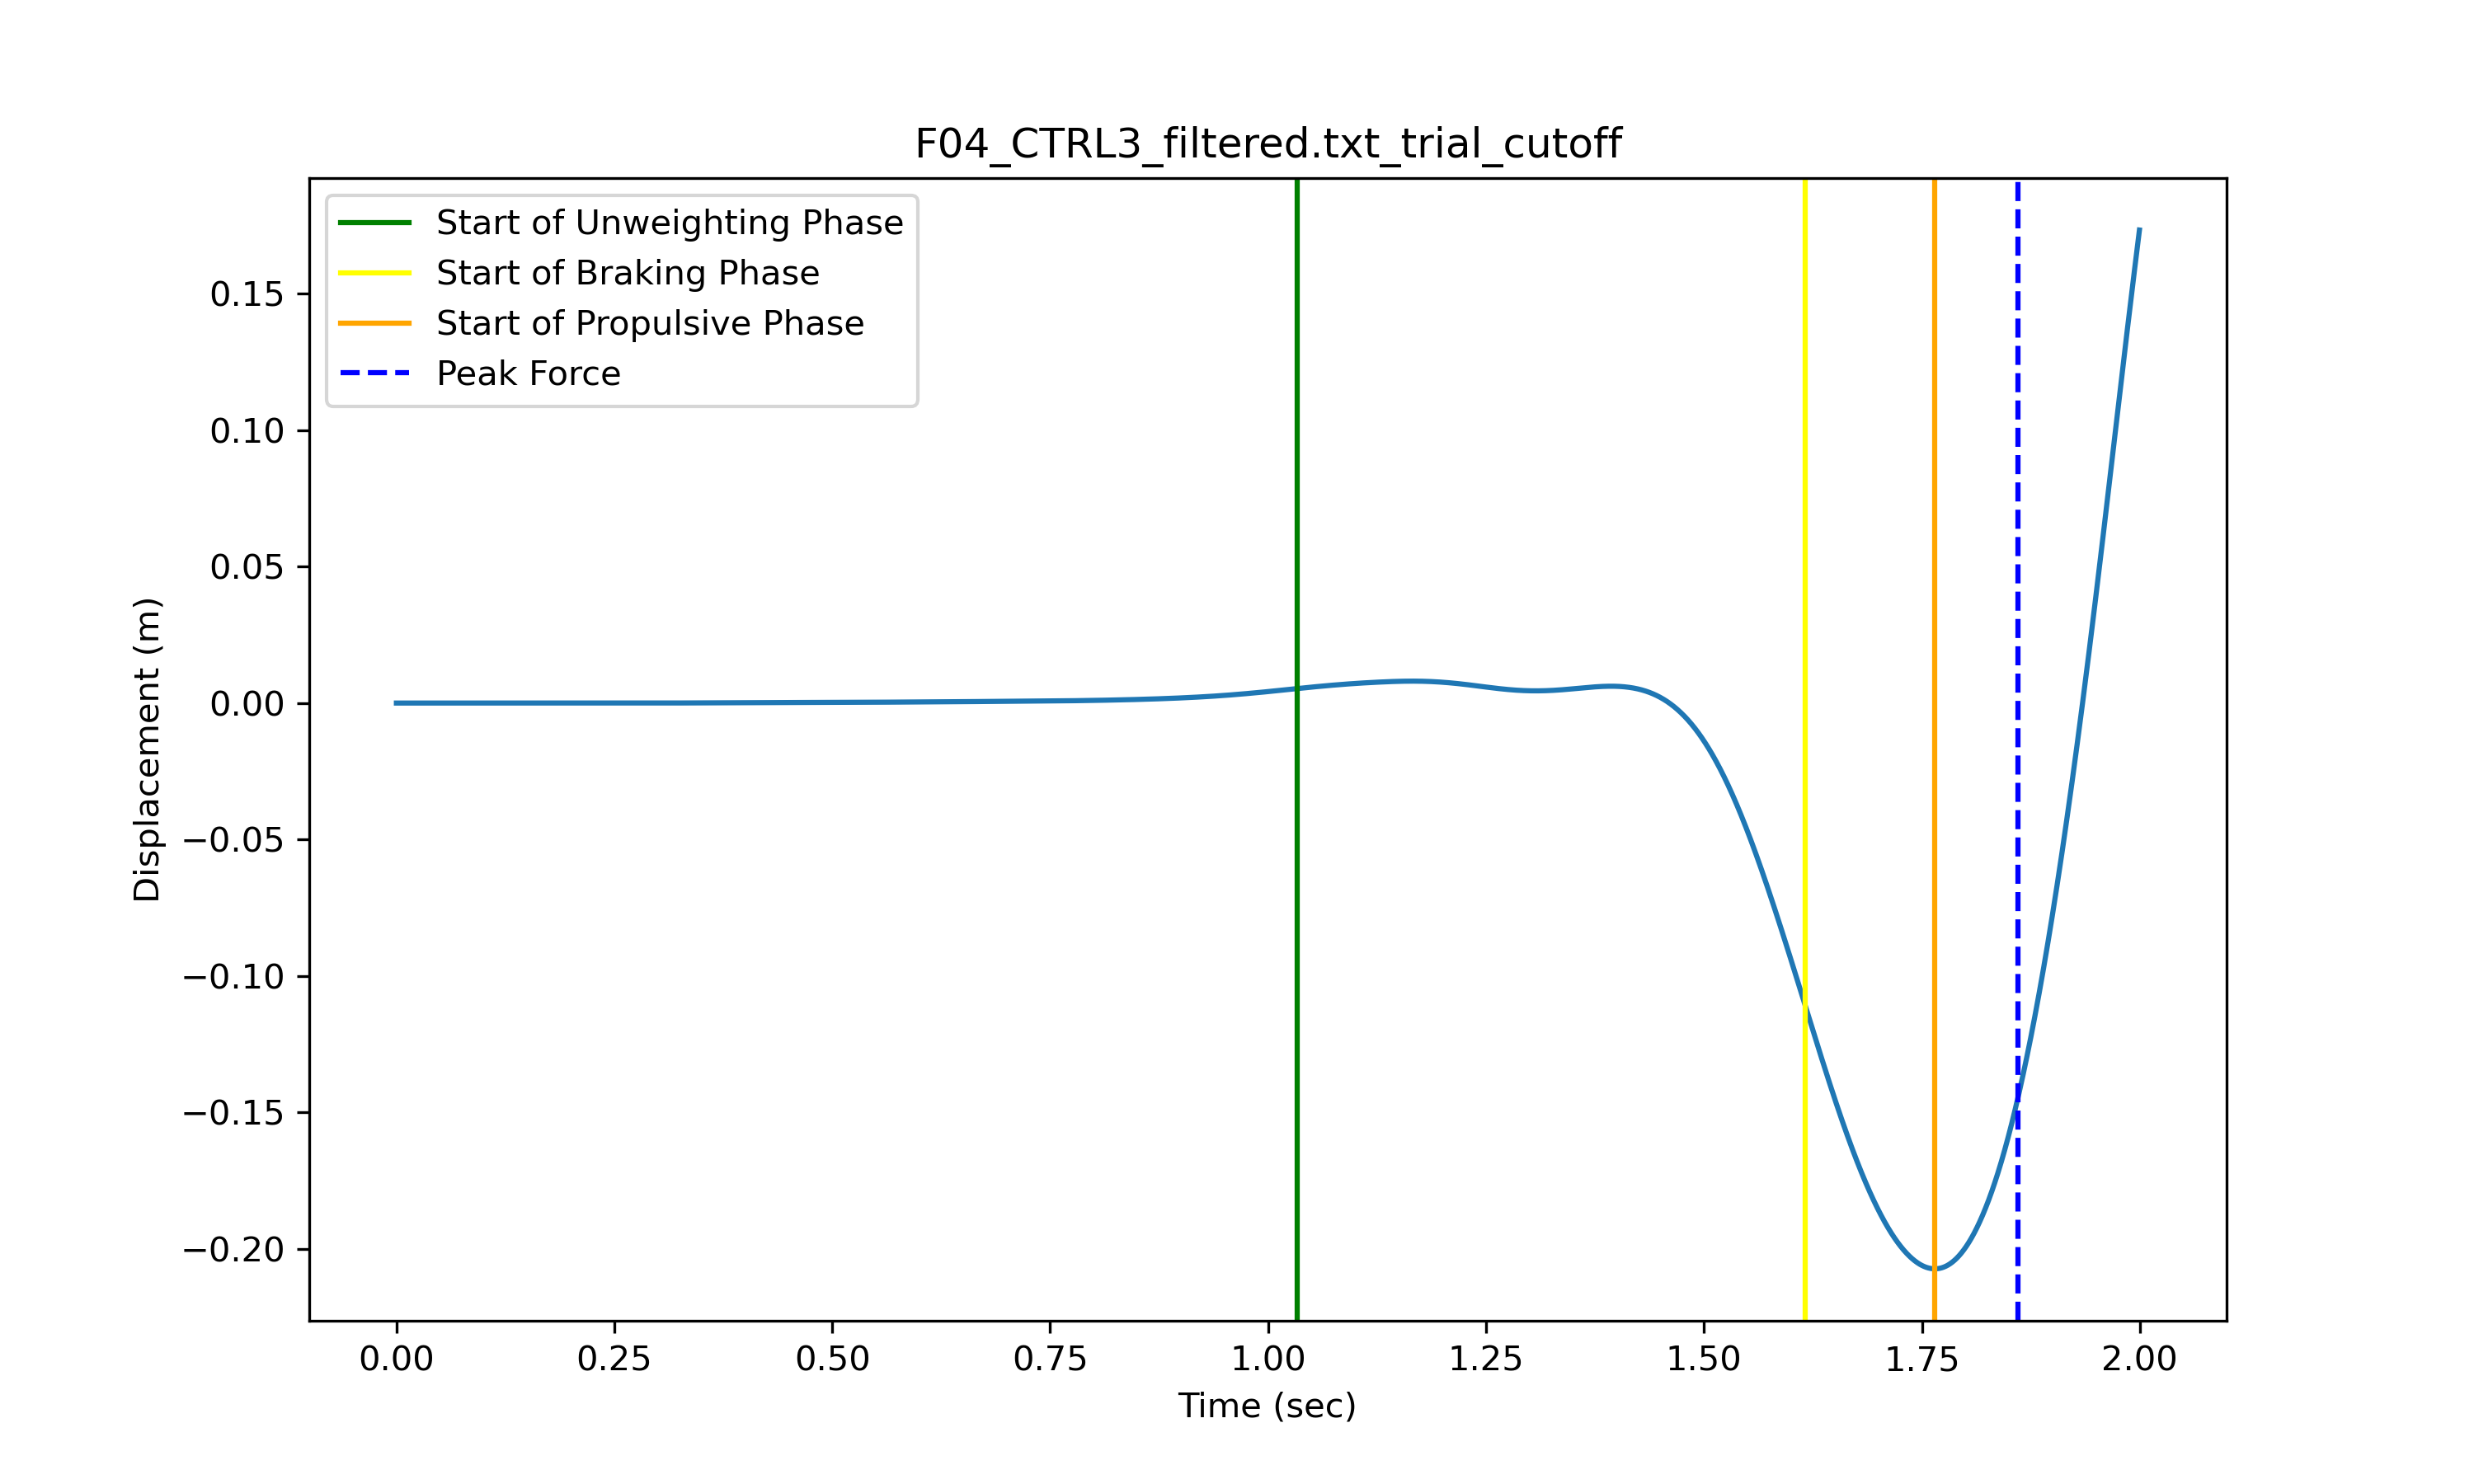 F04_CTRL3_filtered.txt_trial_cutoff
Start of Unweighting Phase
Start of Braking Phase
Start of Propulsive Phase
Peak Force
Displacement (m)
0.15
0.10
0.05
0.00
−0.05
−0.10
−0.15
−0.20
0.00 0.25 0.50 0.75 1.00 1.25 1.50 1.75 2.00
Time (sec)